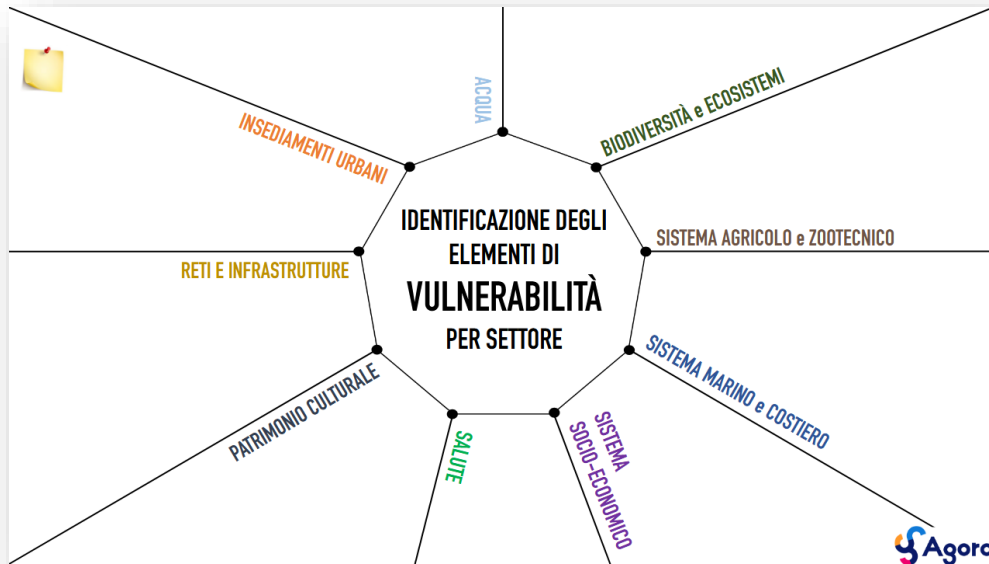 ACQUA
BIODIVERSITÀ e ECOSISTEMI
INSEDIAMENTI URBANI
IDENTIFICAZIONE DEGLI
ELEMENTI DI
VULNERABILITÀ
PER SETTORE
SISTEMA AGRICOLO e ZOOTECNICO
RETI E INFRASTRUTTURE
SISTEMA MARINO e COSTIERO
PATRIMONIO CULTURALE
SALUTE
SISTEMA
SOCIO-ECONOMICO
Agora